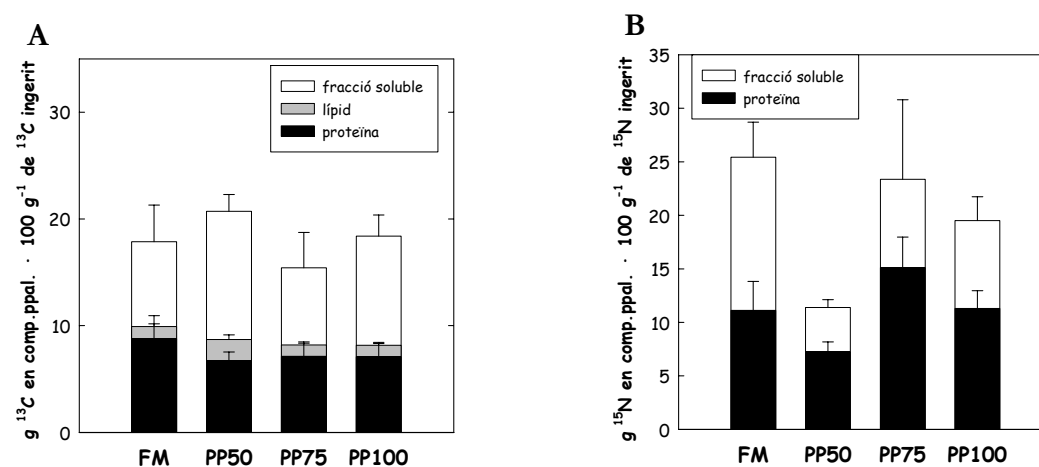 A
g ¹³C en comp.ppal. · 100 g⁻¹ de ¹³C ingerit
30
20
10
0
fracció soluble
lípid
proteïna
FM PP50 PP75 PP100
B
g ¹⁵N en comp.ppal. · 100 g⁻¹ de ¹⁵N ingerit
35
30
25
20
15
10
5
0
fracció soluble
proteïna
FM PP50 PP75 PP100